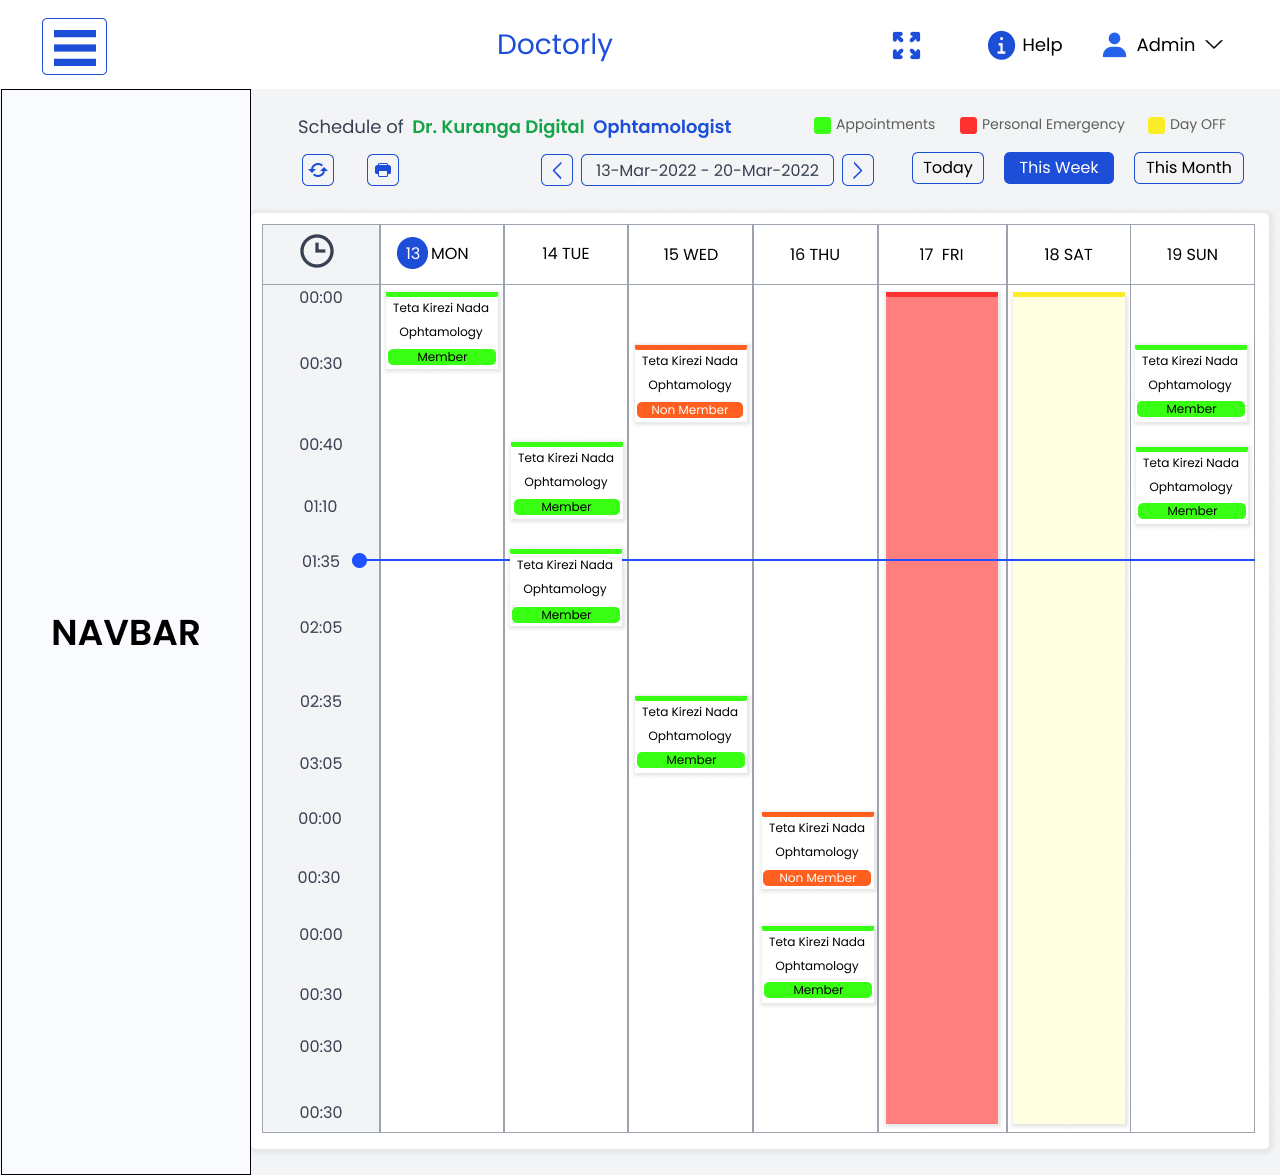 Doctorly
Help
Admin
Schedule of Dr. Kuranga Digital Ophtamologist
Appointments
Personal Emergency
Day OFF
13-Mar-2022 - 20-Mar-2022
Today
This Week
This Month
13 MON
14 TUE
15 WED
16 THU
17 FRI
18 SAT
19 SUN
NAVBAR
00:00
00:30
00:40
01:10
01:35
02:05
02:35
03:05
00:00
00:30
00:00
00:30
00:30
00:30
Teta Kirezi Nada
Ophtamology
Member
Teta Kirezi Nada
Ophtamology
Member
Teta Kirezi Nada
Ophtamology
Member
Teta Kirezi Nada
Ophtamology
Non Member
Teta Kirezi Nada
Ophtamology
Member
Teta Kirezi Nada
Ophtamology
Non Member
Teta Kirezi Nada
Ophtamology
Member
Teta Kirezi Nada
Ophtamology
Member
Teta Kirezi Nada
Ophtamology
Member